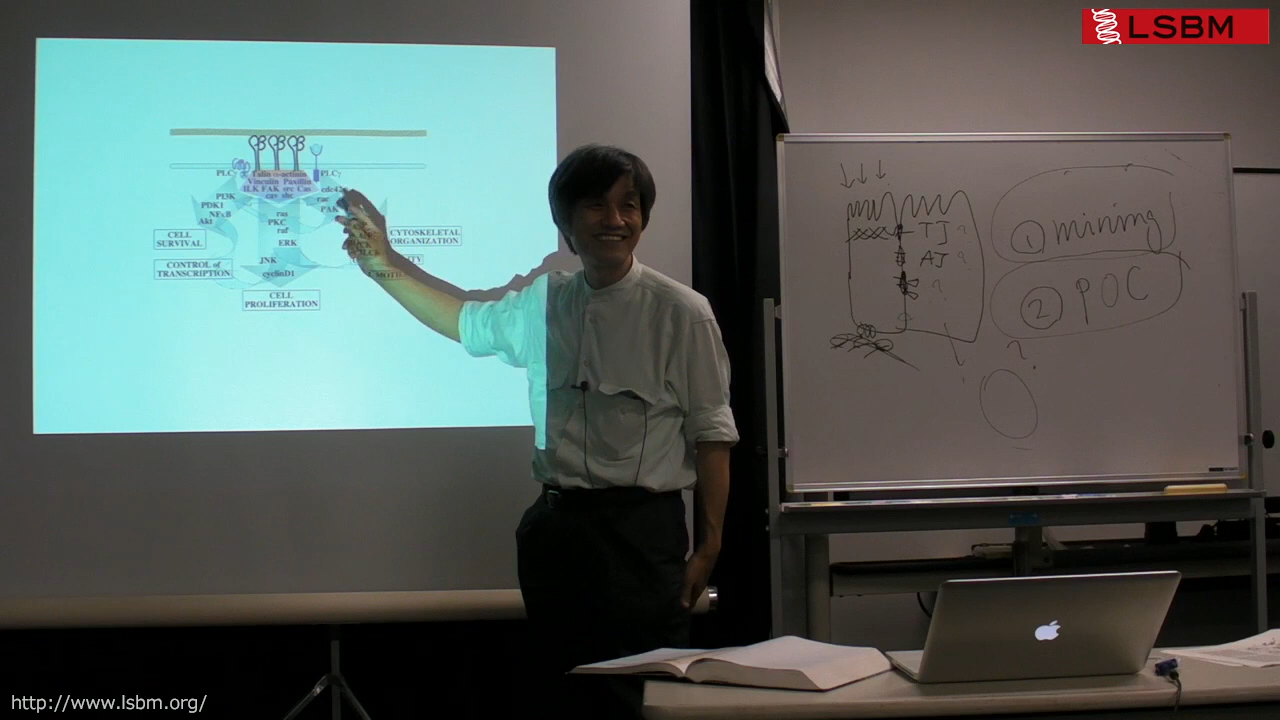 LSBM
PLCγ
Talin α-actinin
PLCγ
Vinculin Paxillin
ILK FAK src Cas
cav shc
cdc42
rac
PAK
PI3K
PDK1
NFκB
Akt
ras
PKC
raf
ERK
JNK
cyclinD1
CELL
SURVIVAL
CONTROL of
TRANSCRIPTION
CELL
PROLIFERATION
CYTOSKELETAL
ORGANIZATION
TJ ?
AJ ?
?
① mining
② POC
?
http://www.lsbm.org/